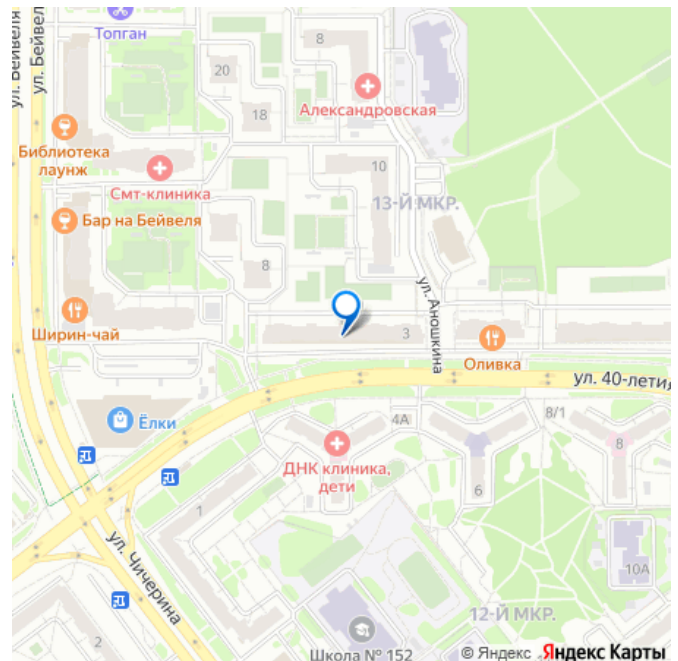 ул. Бейвеля
ул. Бейвел
Топган
8
20
Александровская
18
Библиотека
лаунж
Смт-клиника
10
13-Й МКР.
Бар на Бейвеля
8
ул. Аношкина
Ширин-чай
3
Оливка
ул. 40-летия
Ёлки
4А
8/1
ДНК клиника,
дети
8
6
1
ул. Чичерина
10А
12-Й МКР.
2
Школа № 152
© Яндекс Яндекс Карты